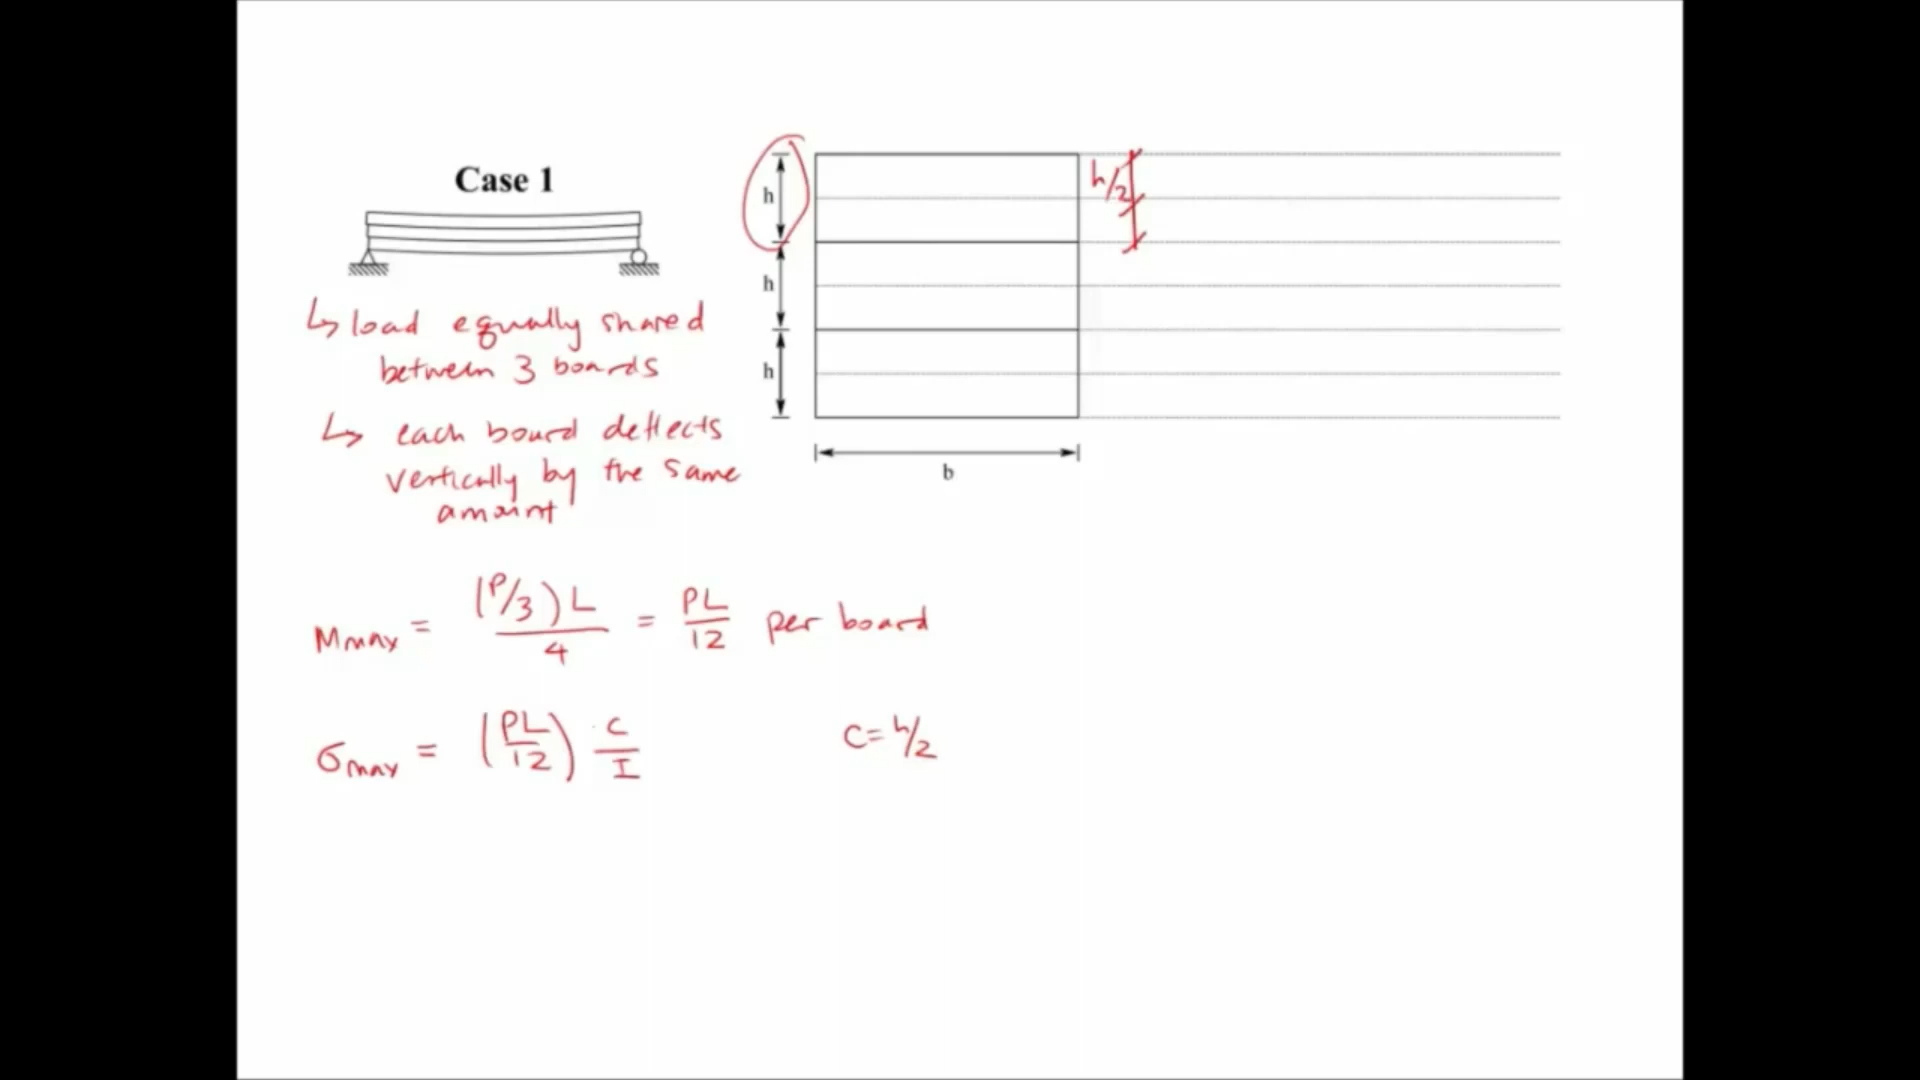 Case 1
h
h
h
b
h/2
↳ load equally shared
between 3 boards
↳ each board deflects
vertically by the same
amount
Mmax = (P/3)L / 4 = PL / 12 per board
σmax = (PL/12) · C / I
C = h/2